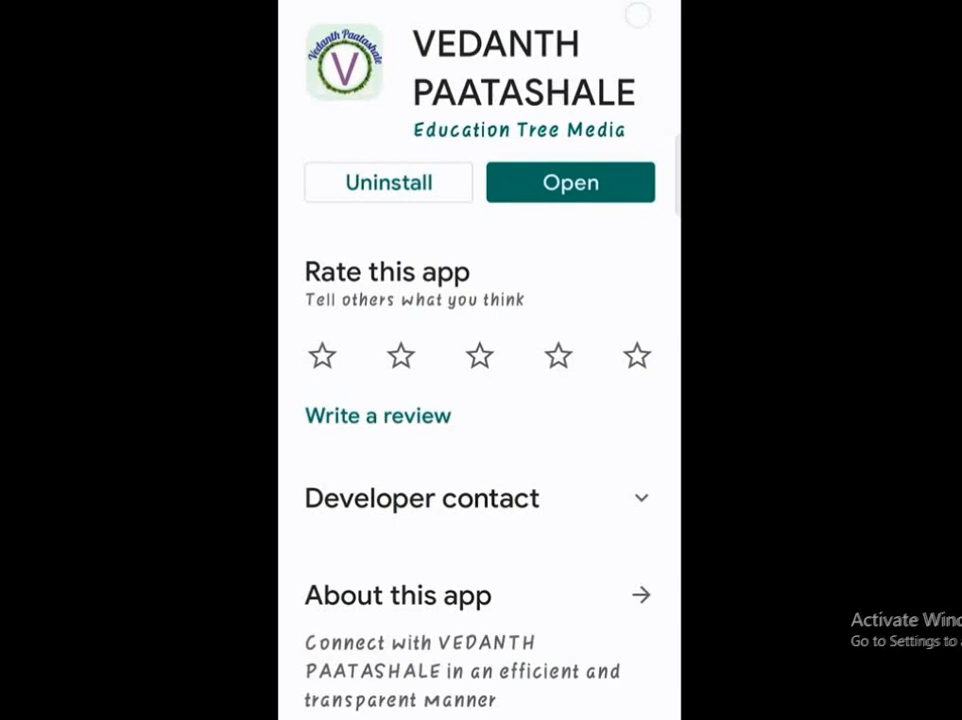 Vedanth Paatashale
V
VEDANTH
PAATASHALE
Education Tree Media
Uninstall
Open
Rate this app
Tell others what you think
Write a review
Developer contact
About this app
Connect with VEDANTH
PAATASHALE in an efficient and
transparent manner
Activate Wind
Go to Settings to